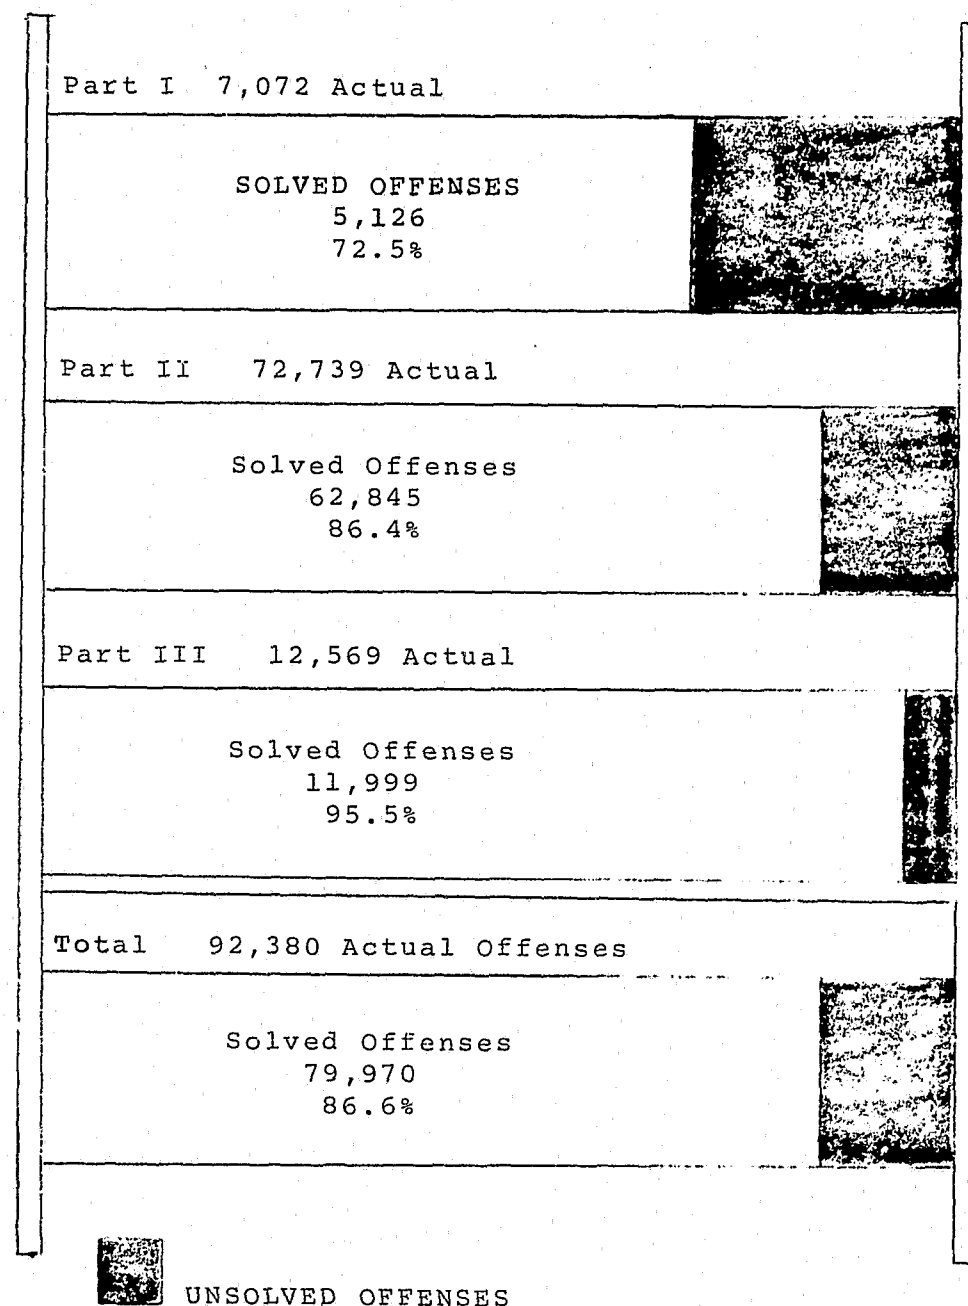 Part I 7,072 Actual
SOLVED OFFENSES
5,126
72.5%
Part II 72,739 Actual
Solved Offenses
62,845
86.4%
Part III 12,569 Actual
Solved Offenses
11,999
95.5%
Total 92,380 Actual Offenses
Solved Offenses
79,970
86.6%
UNSOLVED OFFENSES